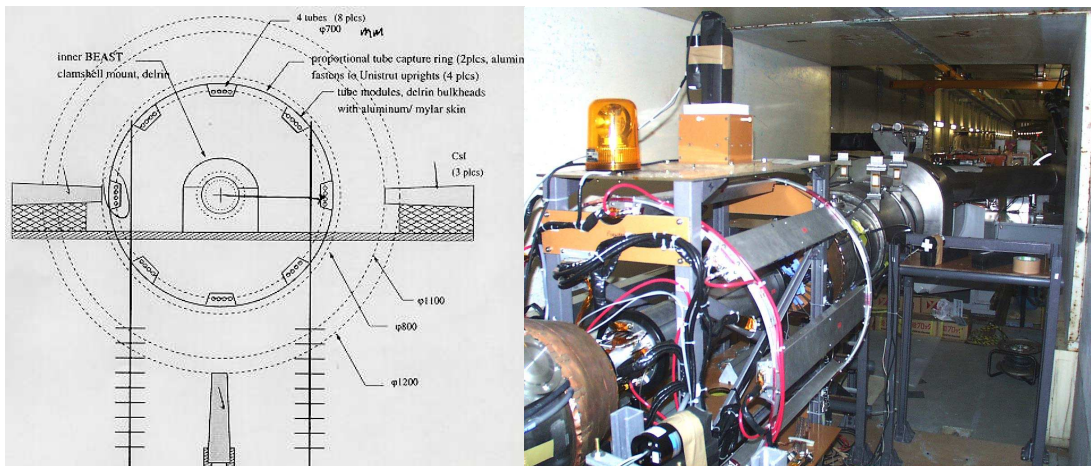 4 tubes (8 plcs)
φ700 mm
inner BEAST
clamshell mount, delrin
proportional tube capture ring (2plcs, alumin
fastens to Unistrut uprights (4 plcs)
tube modules, delrin bulkheads
with aluminum/ mylar skin
CsI
(3 plcs)
φ1100
φ800
φ1200